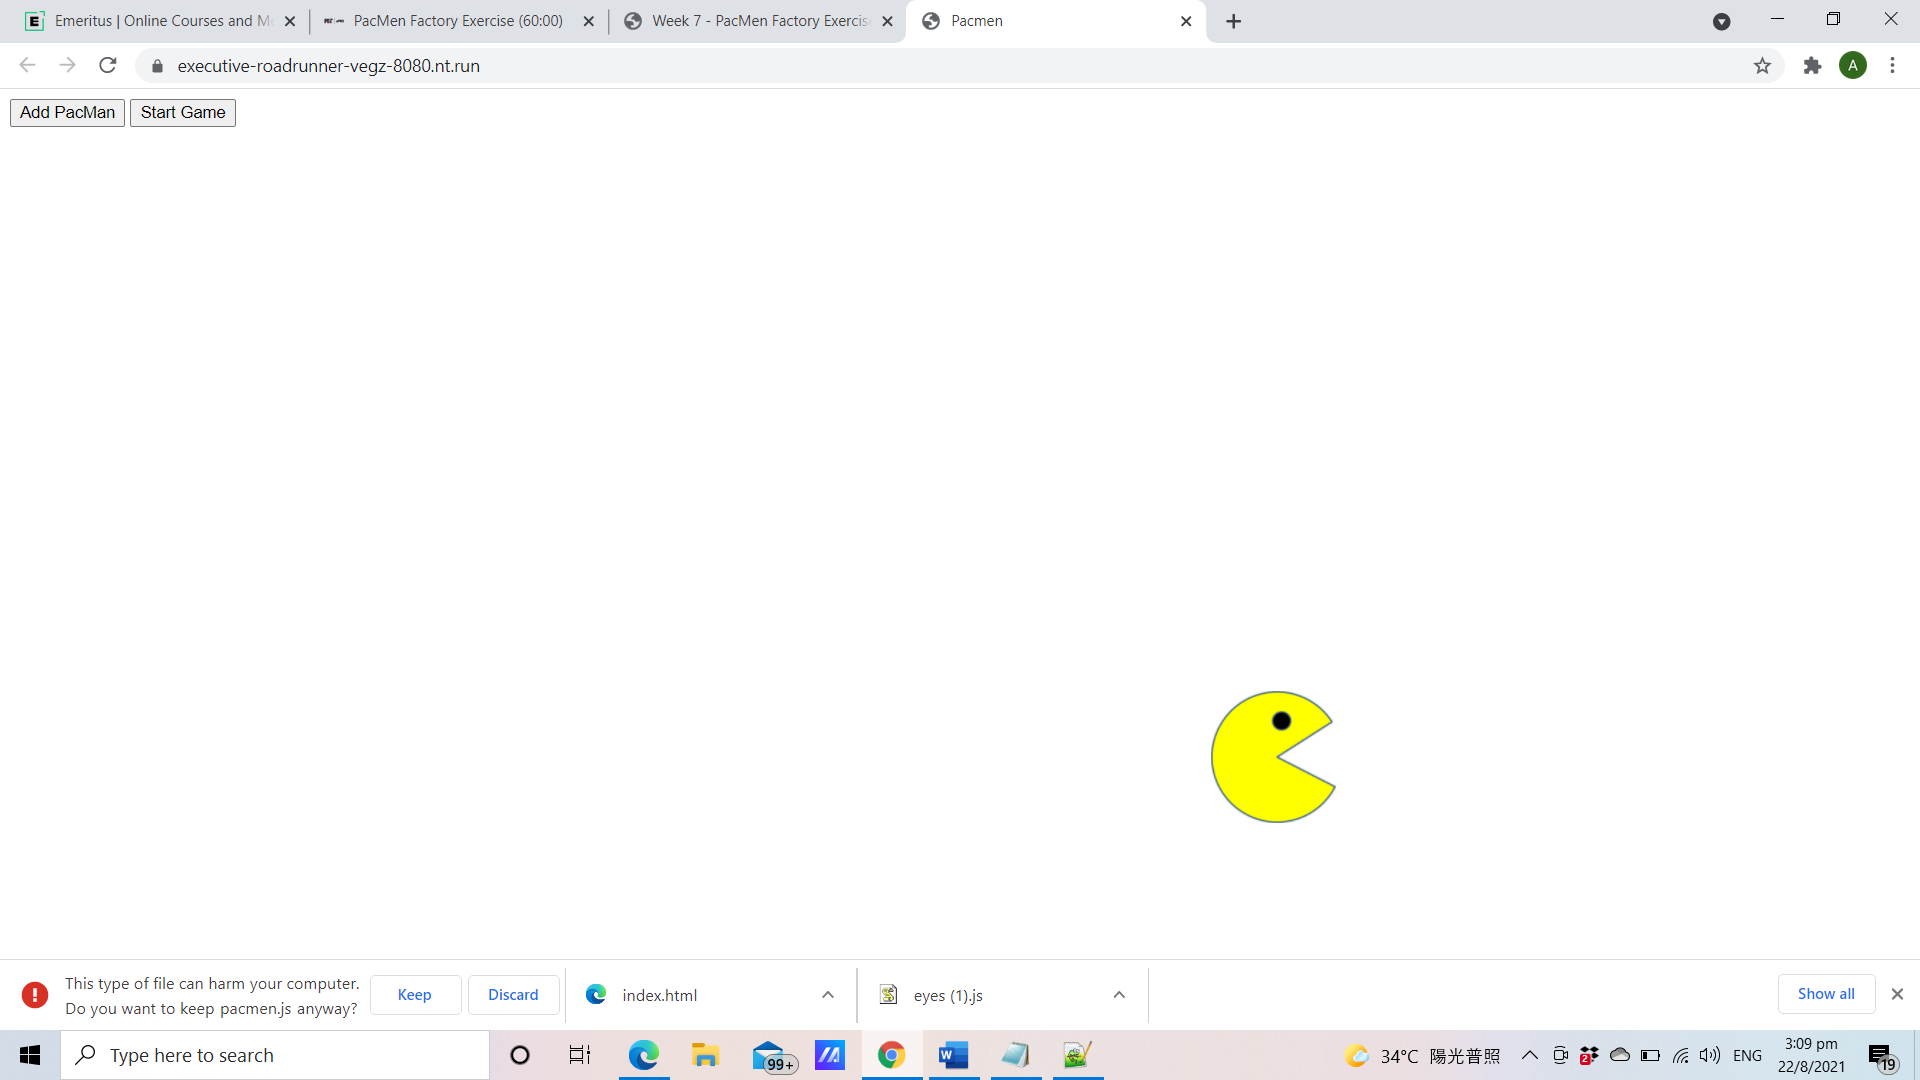 Emeritus | Online Courses and M
PacMen Factory Exercise (60:00)
Week 7 - PacMen Factory Exercis
Pacmen
executive-roadrunner-vegz-8080.nt.run
A
Add PacMan
Start Game
This type of file can harm your computer.
Do you want to keep pacmen.js anyway?
Keep
Discard
index.html
eyes (1).js
Show all
Type here to search
99+
34°C 陽光普照
2
ENG
3:09 pm
22/8/2021
19